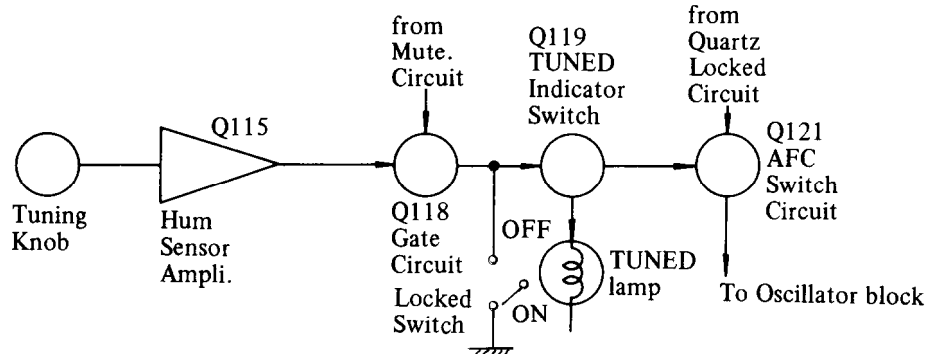 from
Mute.
Circuit
Q119
TUNED
Indicator
Switch
from
Quartz
Locked
Circuit
Q115
Q121
AFC
Switch
Circuit
Tuning
Knob
Hum
Sensor
Ampli.
Q118
Gate
Circuit
OFF
Locked
Switch
ON
TUNED
lamp
To Oscillator block